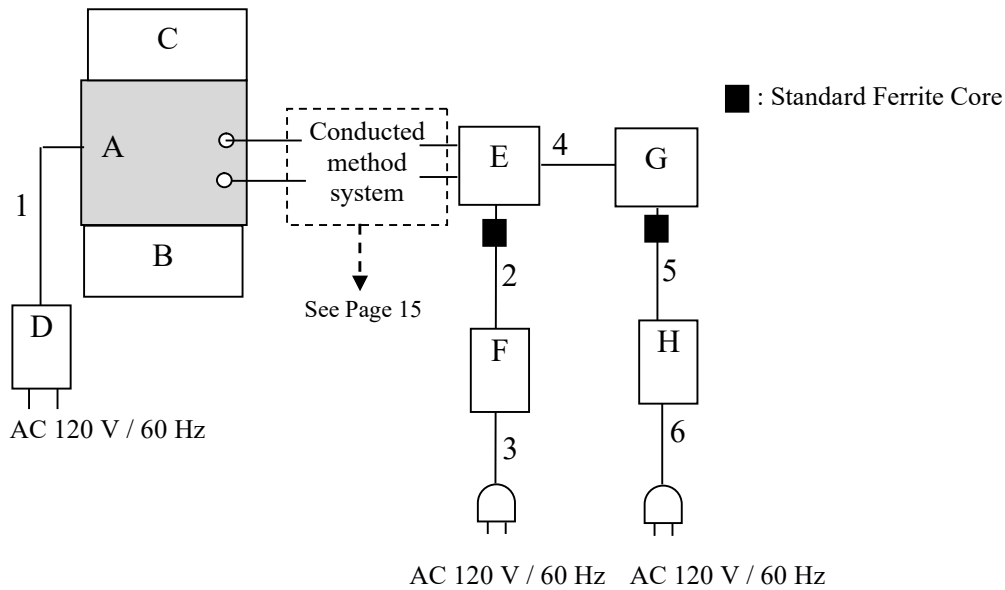 C
■ : Standard Ferrite Core
A
Conducted
method
system
E
4
G
1
B
See Page 15
2
5
D
F
H
AC 120 V / 60 Hz
3
6
AC 120 V / 60 Hz
AC 120 V / 60 Hz